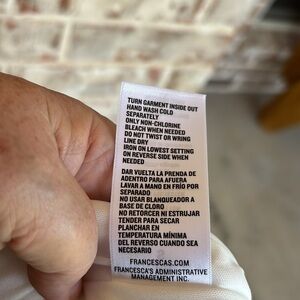 TURN GARMENT INSIDE OUT
HAND WASH COLD
SEPARATELY
ONLY NON-CHLORINE
BLEACH WHEN NEEDED
DO NOT TWIST OR WRING
LINE DRY
IRON ON LOWEST SETTING
ON REVERSE SIDE WHEN
NEEDED
DAR VUELTA LA PRENDA DE
ADENTRO PARA AFUERA
LAVAR A MANO EN FRÍO POR
SEPARADO
NO USAR BLANQUEADOR A
BASE DE CLORO
NO RETORCER NI ESTRUJAR
TENDER PARA SECAR
PLANCHAR EN
TEMPERATURA MÍNIMA
DEL REVERSO CUANDO SEA
NECESARIO
FRANCESCAS.COM
FRANCESCA'S ADMINISTRATIVE
MANAGEMENT INC.